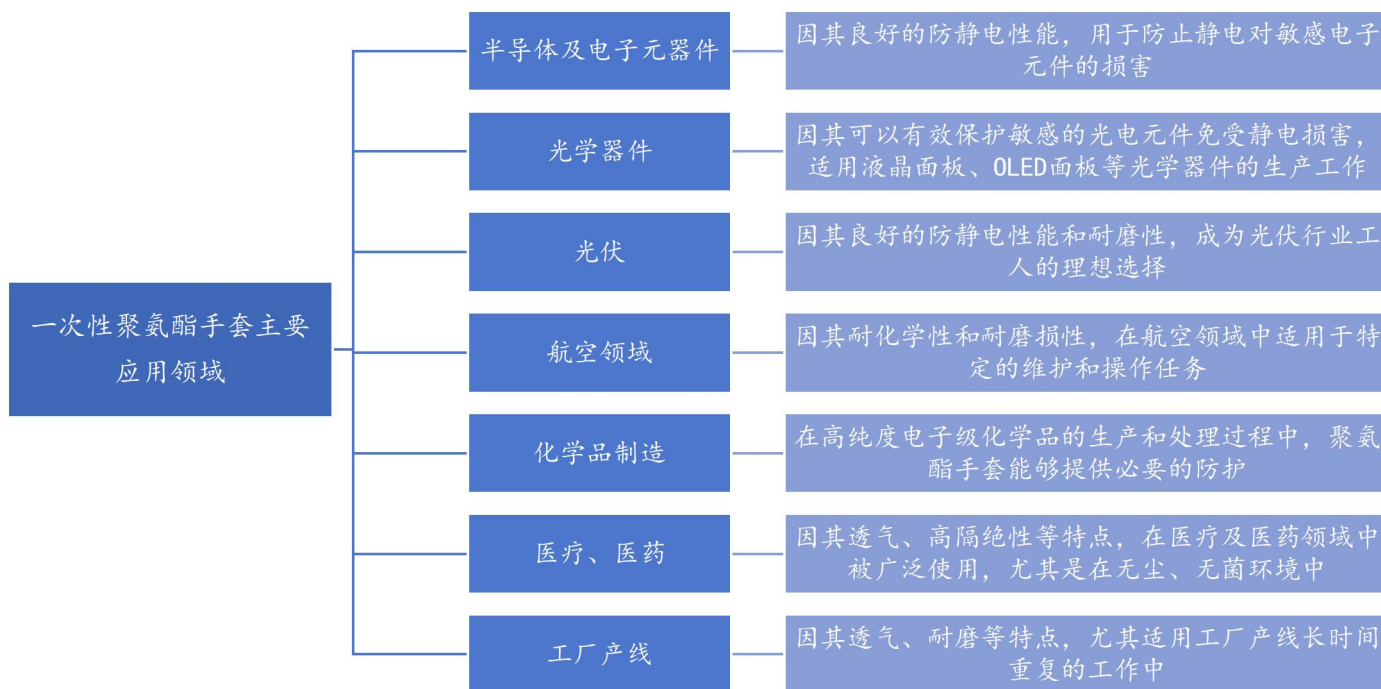 一次性聚氨酯手套主要
应用领域
半导体及电子元器件
因其良好的防静电性能，用于防止静电对敏感电子
元件的损害
光学器件
因其可以有效保护敏感的光电元件免受静电损害，
适用液晶面板、OLED面板等光学器件的生产工作
光伏
因其良好的防静电性能和耐磨性，成为光伏行业工
人的理想选择
航空领域
因其耐化学性和耐磨损性，在航空领域中适用于特
定的维护和操作任务
化学品制造
在高纯度电子级化学品的生产和处理过程中，聚氨
酯手套能够提供必要的防护
医疗、医药
因其透气、高隔绝性等特点，在医疗及医药领域中
被广泛使用，尤其是在无尘、无菌环境中
工厂产线
因其透气、耐磨等特点，尤其适用工厂产线长时间
重复的工作中